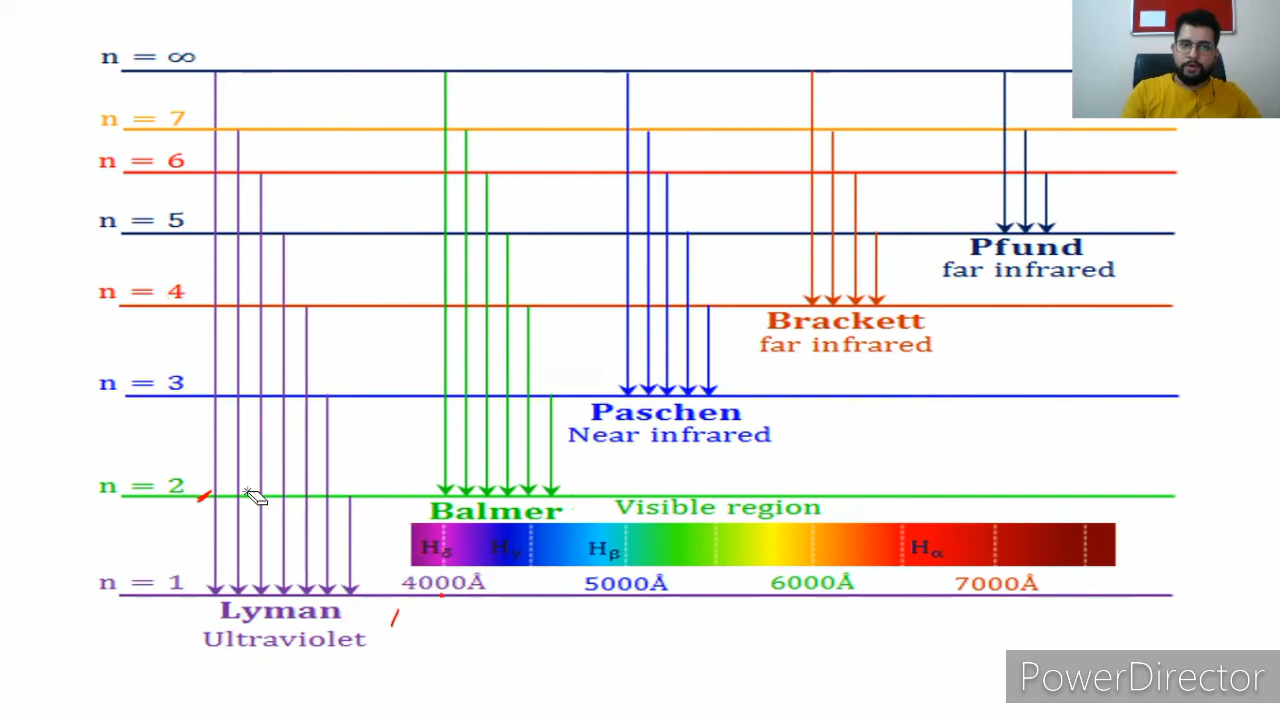 n = ∞
n = 7
n = 6
n = 5
Pfund
far infrared
n = 4
Brackett
far infrared
n = 3
Paschen
Near infrared
n = 2
Balmer
Visible region
Hδ Hγ Hβ Hα
n = 1
4000Å 5000Å 6000Å 7000Å
Lyman
Ultraviolet
PowerDirector